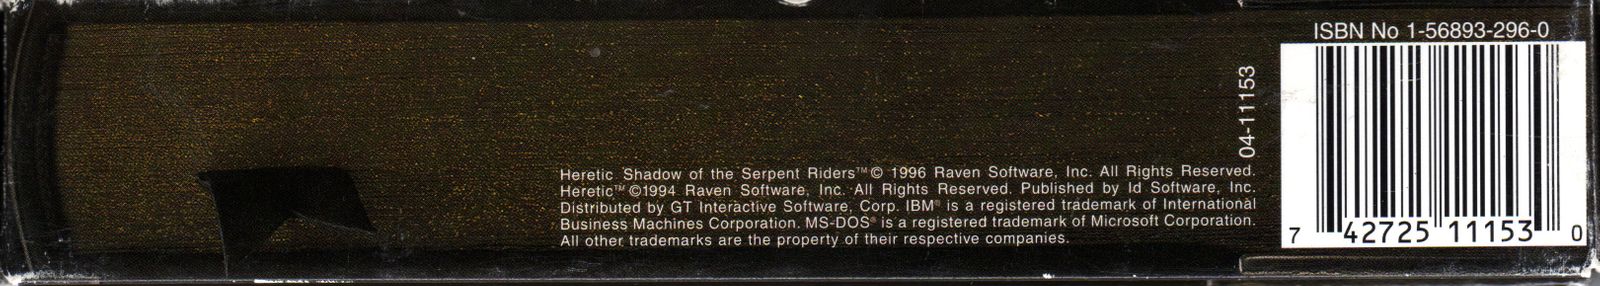 Heretic Shadow of the Serpent Riders™© 1996 Raven Software, Inc. All Rights Reserved.
Heretic™ ©1994 Raven Software, Inc. All Rights Reserved. Published by Id Software, Inc.
Distributed by GT Interactive Software, Corp. IBM® is a registered trademark of International
Business Machines Corporation. MS-DOS® is a registered trademark of Microsoft Corporation.
All other trademarks are the property of their respective companies.
04-11153
ISBN No 1-56893-296-0
7 42725 11153 0